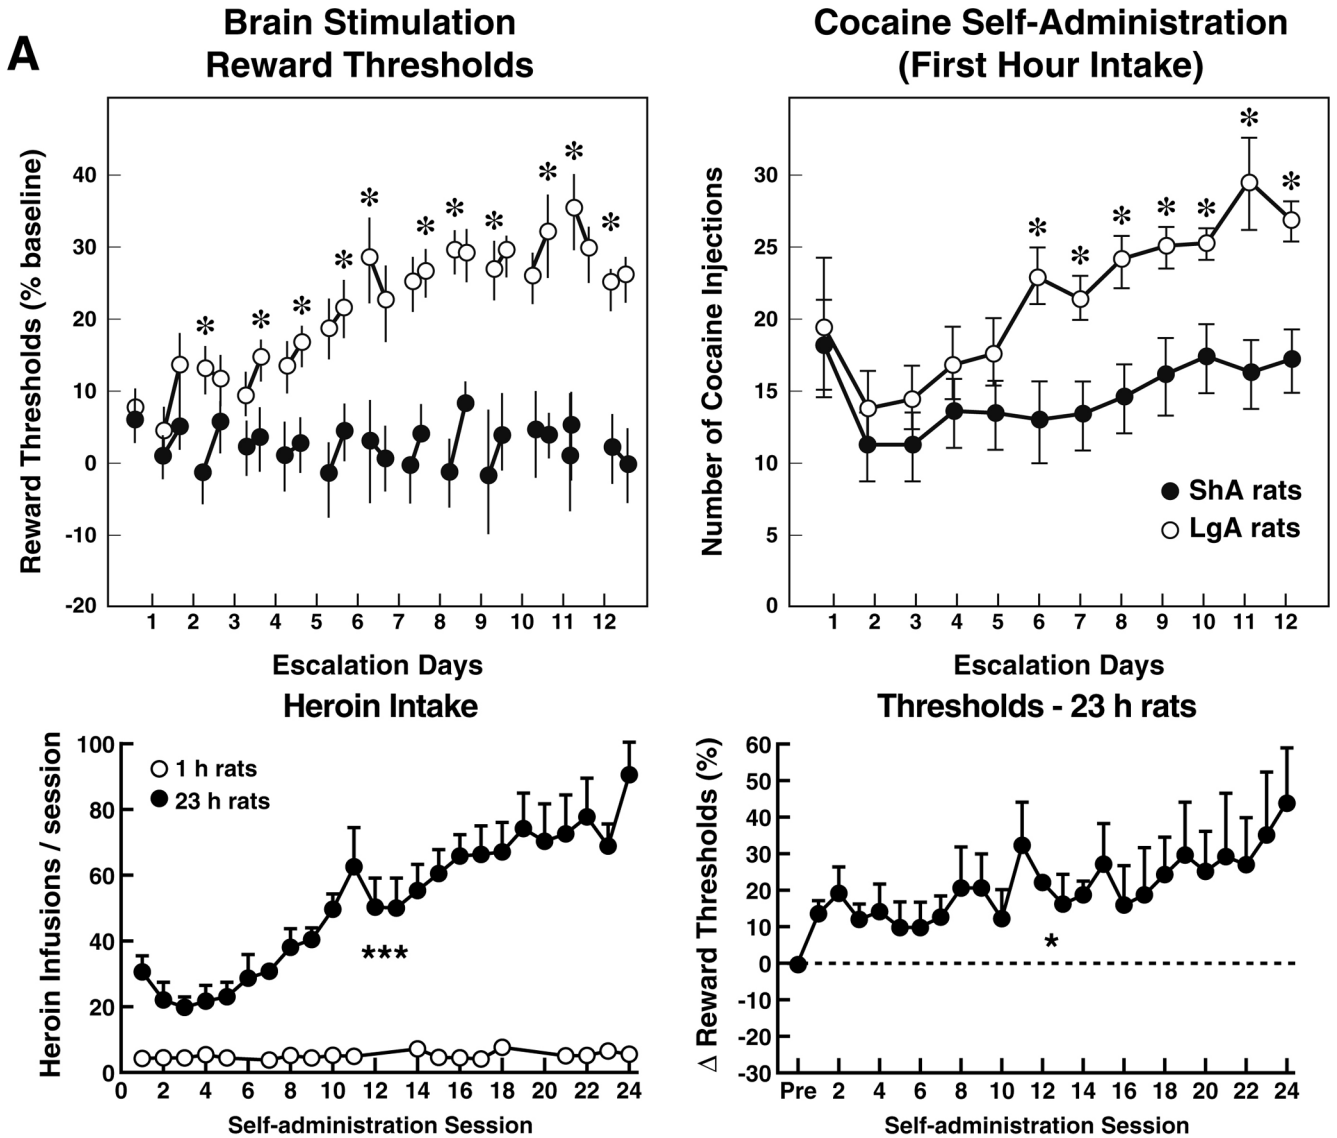 A
Brain Stimulation
Reward Thresholds
Reward Thresholds (% baseline)
40
30
20
10
0
-10
-20
* * * * * * * * * * * *
1 2 3 4 5 6 7 8 9 10 11 12
Escalation Days
Cocaine Self-Administration
(First Hour Intake)
Number of Cocaine Injections
30
25
20
15
10
5
0
* * * * * * *
ShA rats
LgA rats
1 2 3 4 5 6 7 8 9 10 11 12
Escalation Days
Heroin Intake
Heroin Infusions / session
100
80
60
40
20
0
1 h rats
23 h rats
***
0 2 4 6 8 10 12 14 16 18 20 22 24
Self-administration Session
Thresholds - 23 h rats
Δ Reward Thresholds (%)
60
50
40
30
20
10
0
-10
-20
-30
*
Pre 2 4 6 8 10 12 14 16 18 20 22 24
Self-administration Session